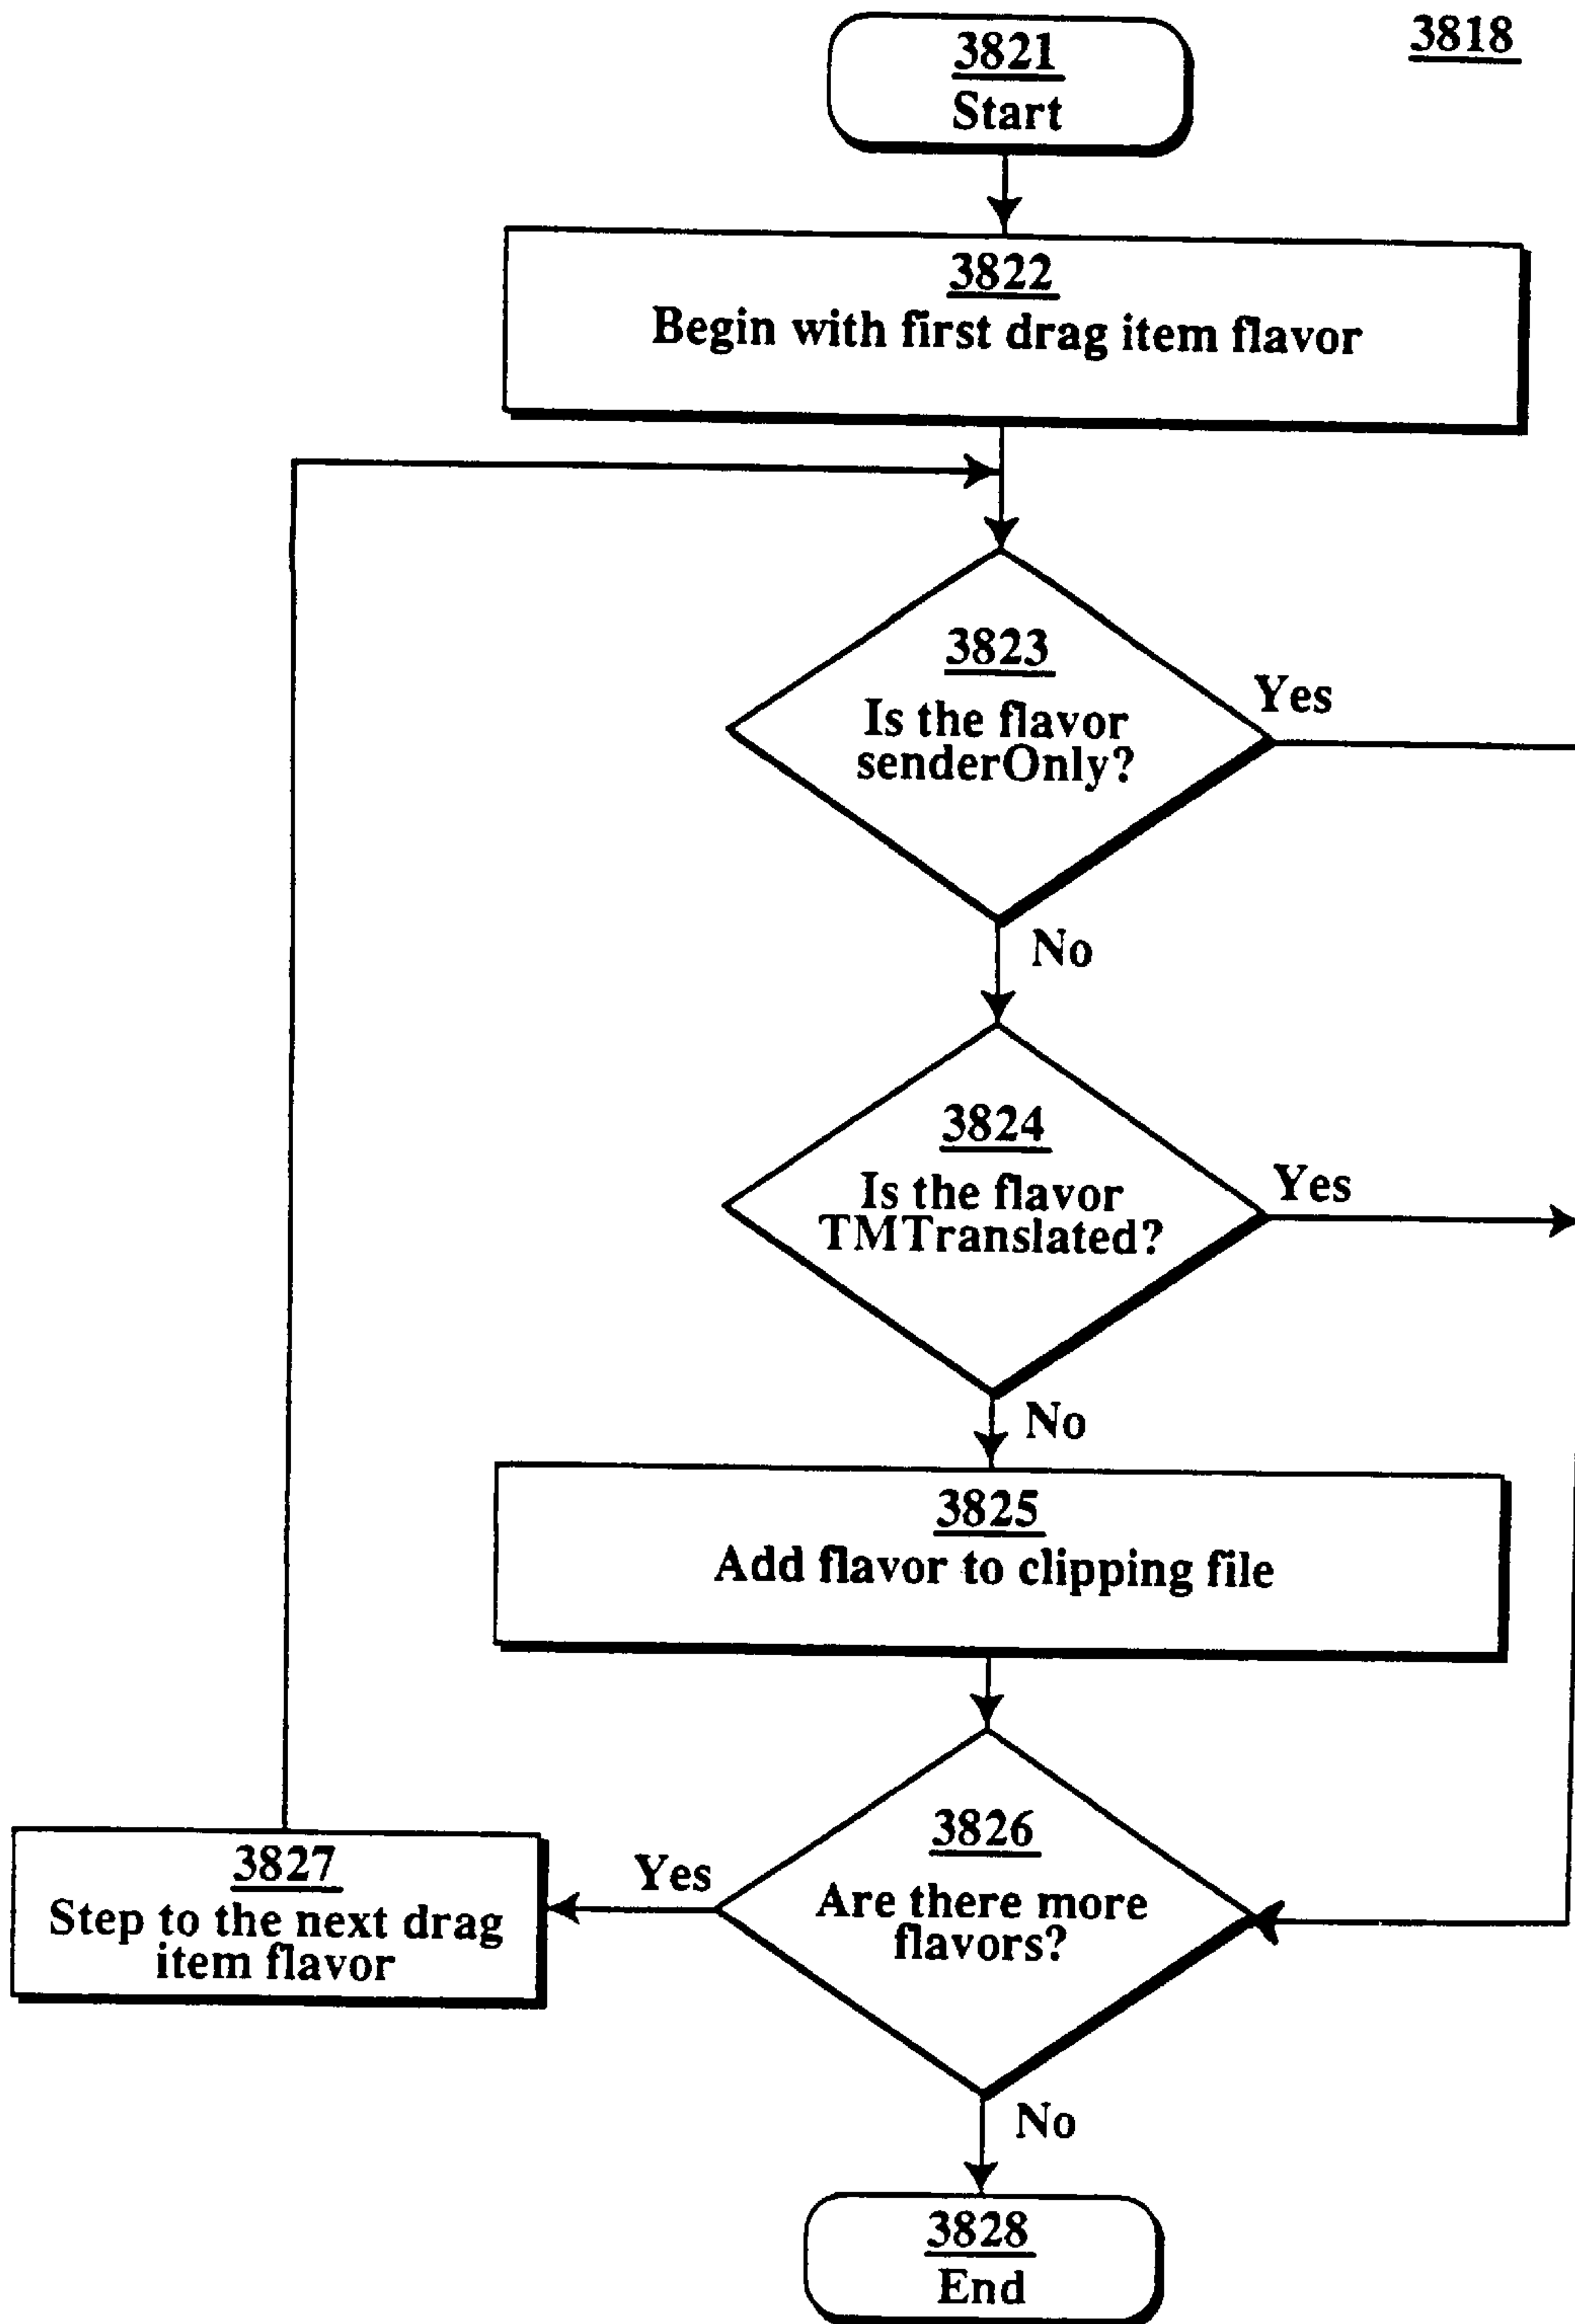 3818
3821
Start
3822
Begin with first drag item flavor
3823
Is the flavor
senderOnly?
Yes
No
3824
Is the flavor
TMTranslated?
Yes
No
3825
Add flavor to clipping file
3826
Are there more
flavors?
Yes
3827
Step to the next drag
item flavor
No
3828
End